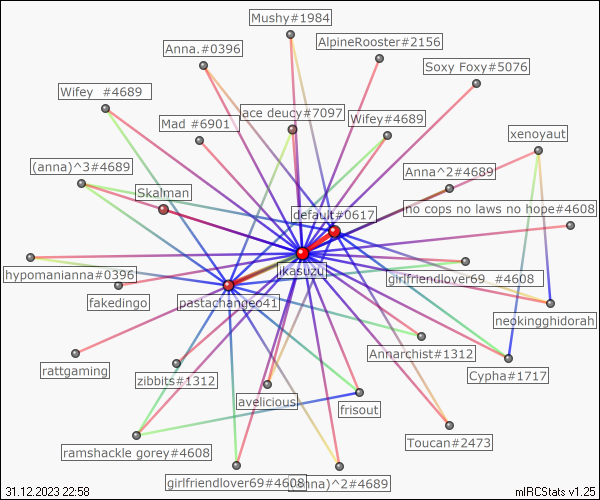 Mushy#1984
AlpineRooster#2156
Anna.#0396
Soxy Foxy#5076
Wifey #4689
ace deucy#7097
Mad #6901
Wifey#4689
xenoyaut
(anna)^3#4689
Anna^2#4689
Skalman
no cops no laws no hope#4608
default#0617
ikasuzu
hypomanianna#0396
girlfriendlover69 #4608
fakedingo
pastachangeo41
neokingghidorah
Annarchist#1312
rattgaming
Cypha#1717
zibbits#1312
avelicious
frisout
Toucan#2473
ramshackle gorey#4608
girlfriendlover69#4608
(anna)^2#4689
31.12.2023 22:58
mIRCStats v1.25